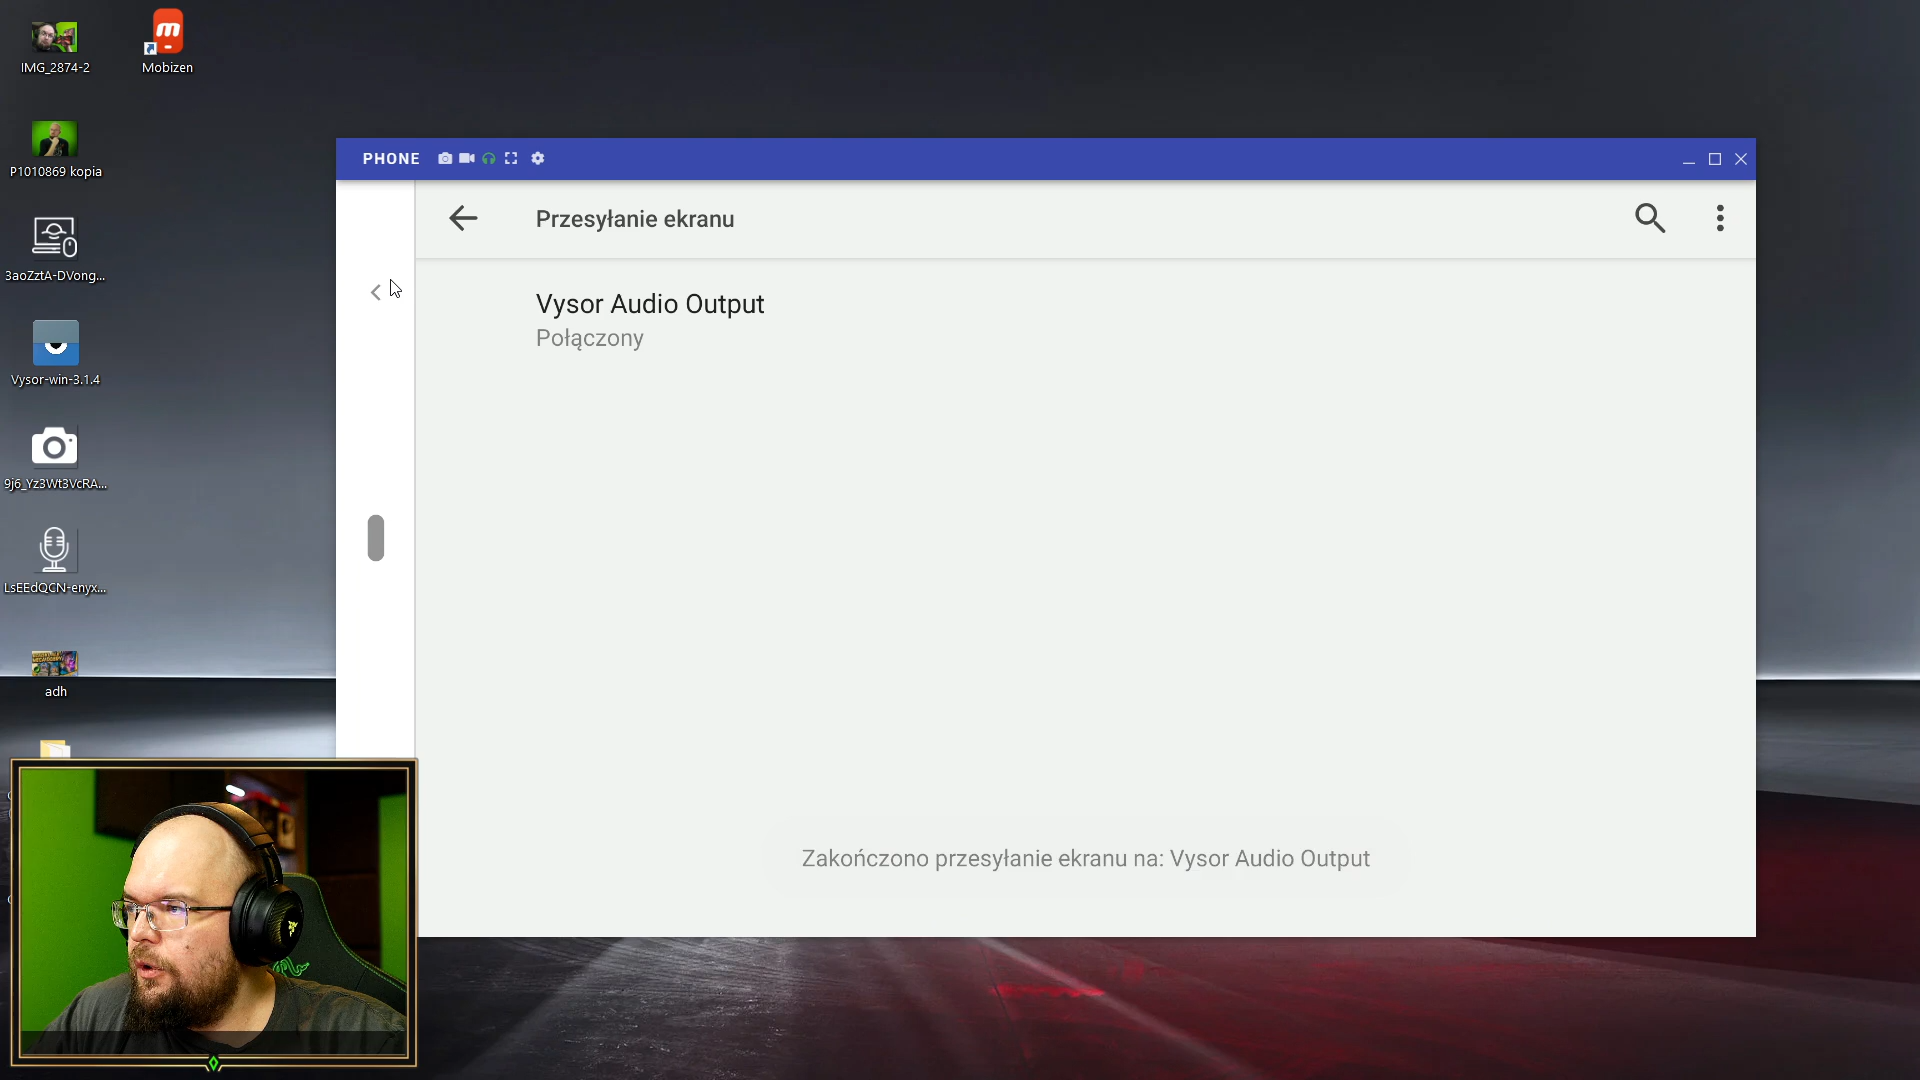 IMG_2874-2
Mobizen
P1010869 kopia
3aoZztA-DVong...
Vysor-win-3.1.4
9j6_Yz3Wt3VcRA...
LsEEdQCN-enyx...
adh
PHONE
Przesyłanie ekranu
Vysor Audio Output
Połączony
Zakończono przesyłanie ekranu na: Vysor Audio Output